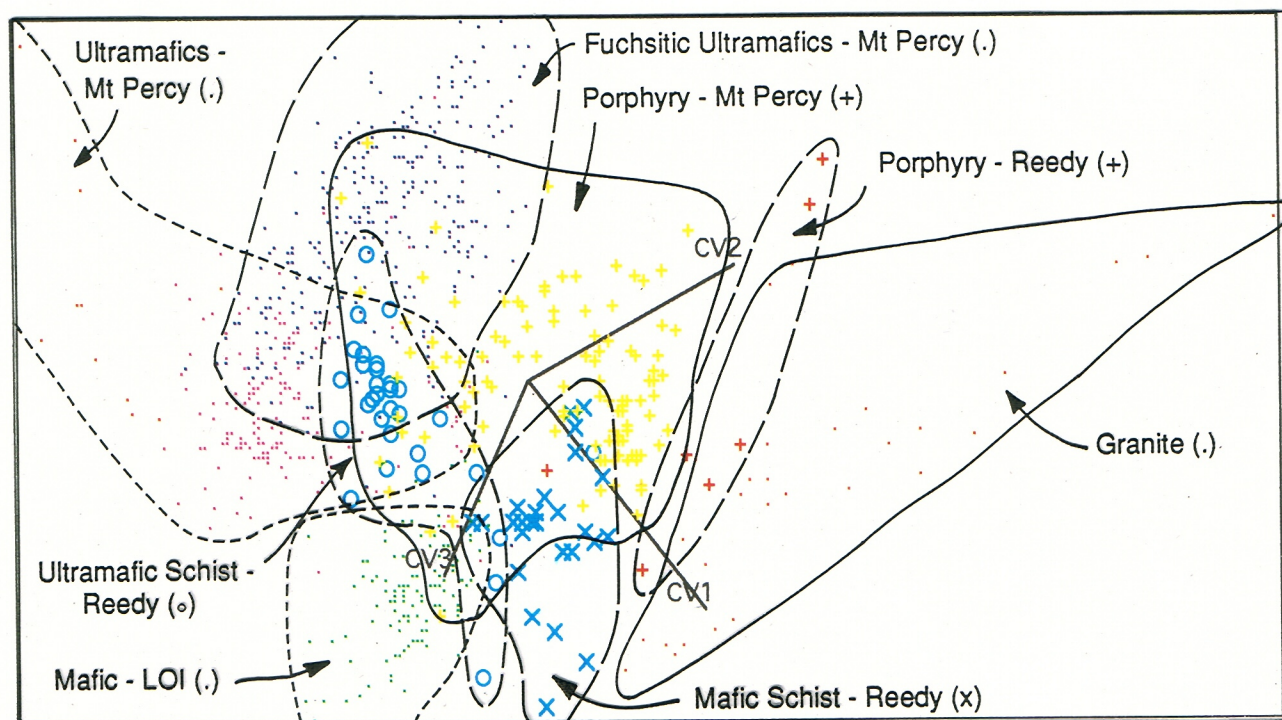 Ultramafics -
Mt Percy (.)
Fuchsitic Ultramafics - Mt Percy (.)
Porphyry - Mt Percy (+)
Porphyry - Reedy (+)
CV2
Granite (.)
CV3
CV1
Ultramafic Schist -
Reedy (o)
Mafic - LOI (.)
Mafic Schist - Reedy (x)